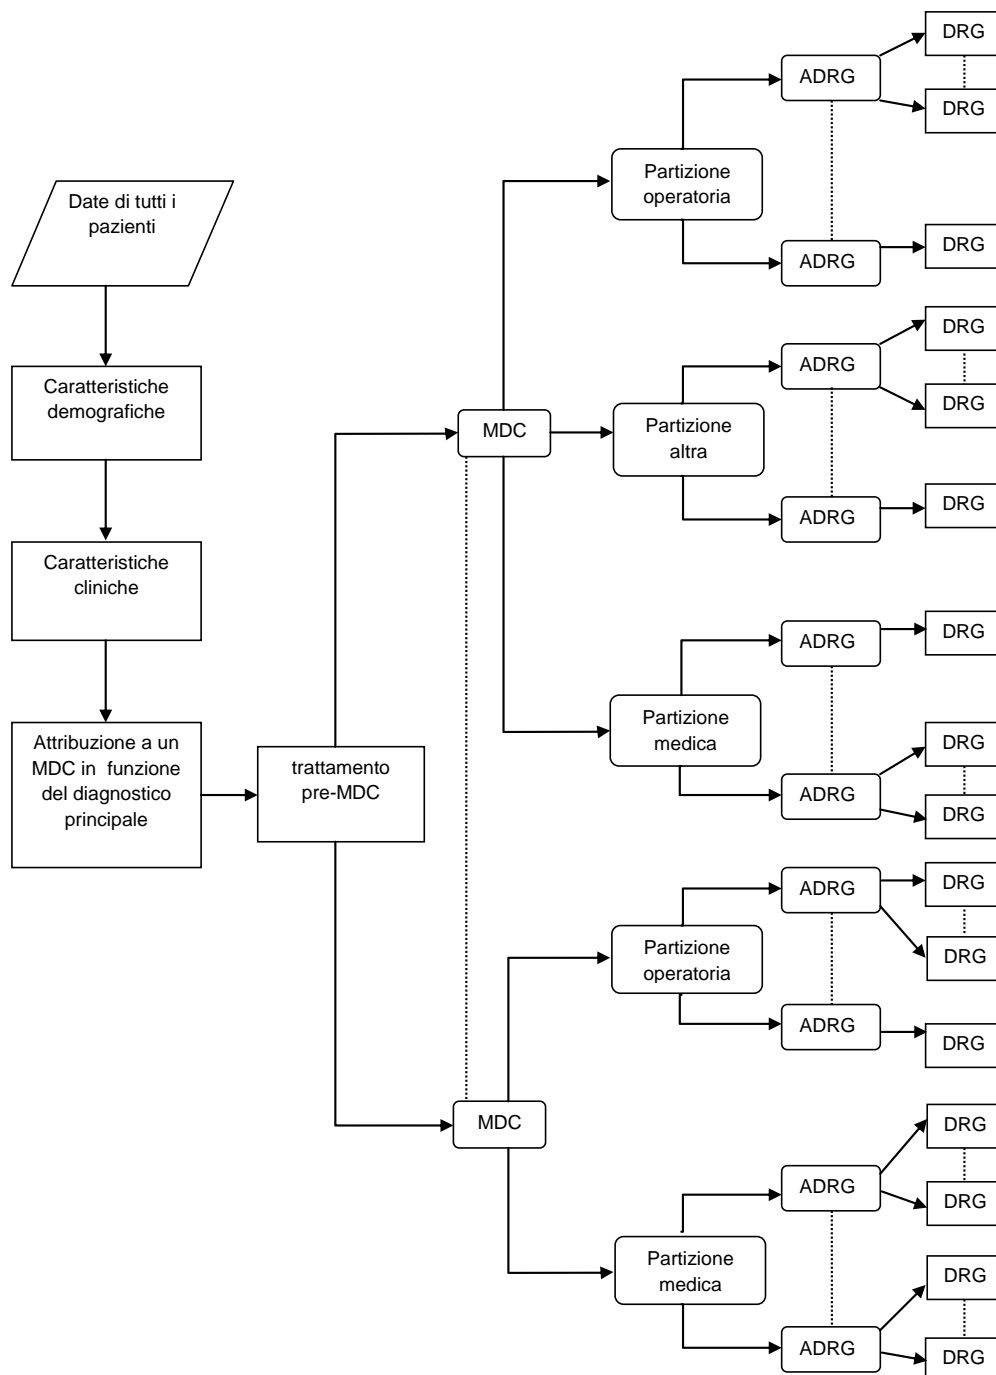 Date di tutti i
pazienti
Caratteristiche
demografiche
Caratteristiche
cliniche
Attribuzione a un
MDC in funzione
del diagnostico
principale
trattamento
pre-MDC
MDC
Partizione
operatoria
ADRG
DRG
DRG
ADRG
DRG
Partizione
altra
ADRG
DRG
DRG
ADRG
DRG
Partizione
medica
ADRG
DRG
ADRG
DRG
DRG
MDC
Partizione
operatoria
ADRG
DRG
DRG
ADRG
DRG
Partizione
medica
ADRG
DRG
DRG
ADRG
DRG
DRG